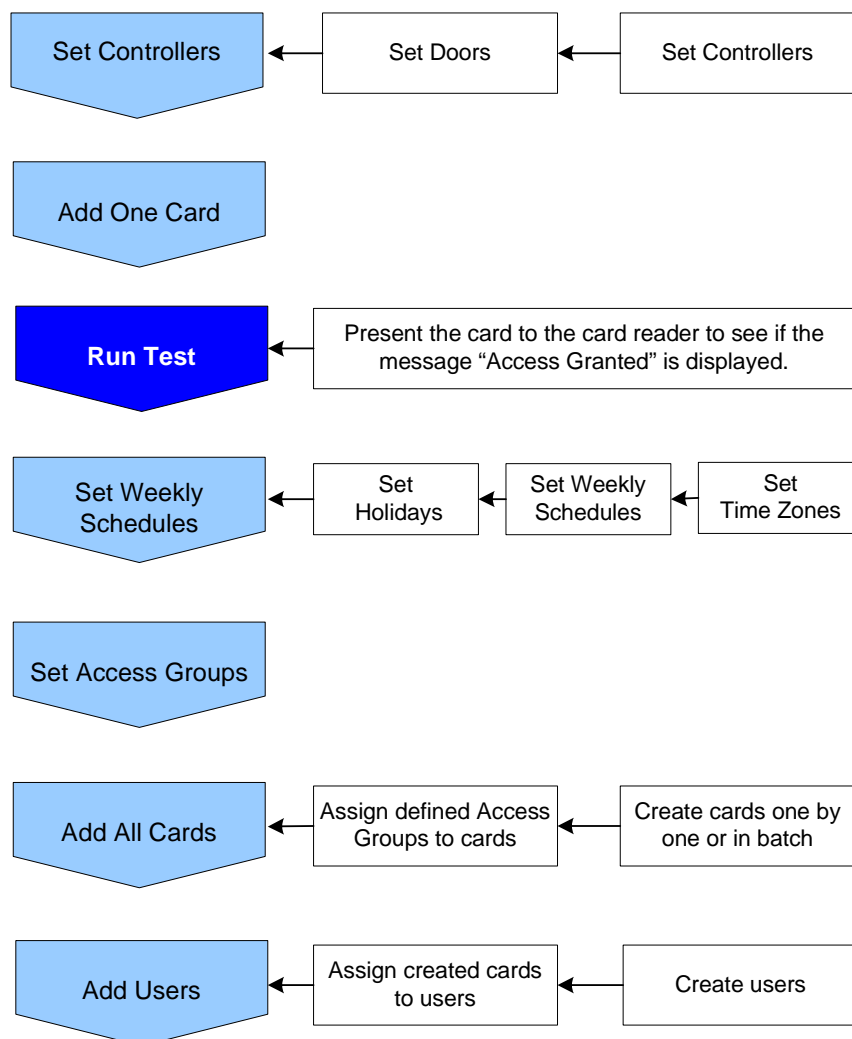 Set Controllers
Set Doors
Set Controllers
Add One Card
Run Test
Present the card to the card reader to see if the
message “Access Granted” is displayed.
Set Weekly
Schedules
Set
Holidays
Set Weekly
Schedules
Set
Time Zones
Set Access Groups
Add All Cards
Assign defined Access
Groups to cards
Create cards one by
one or in batch
Add Users
Assign created cards
to users
Create users